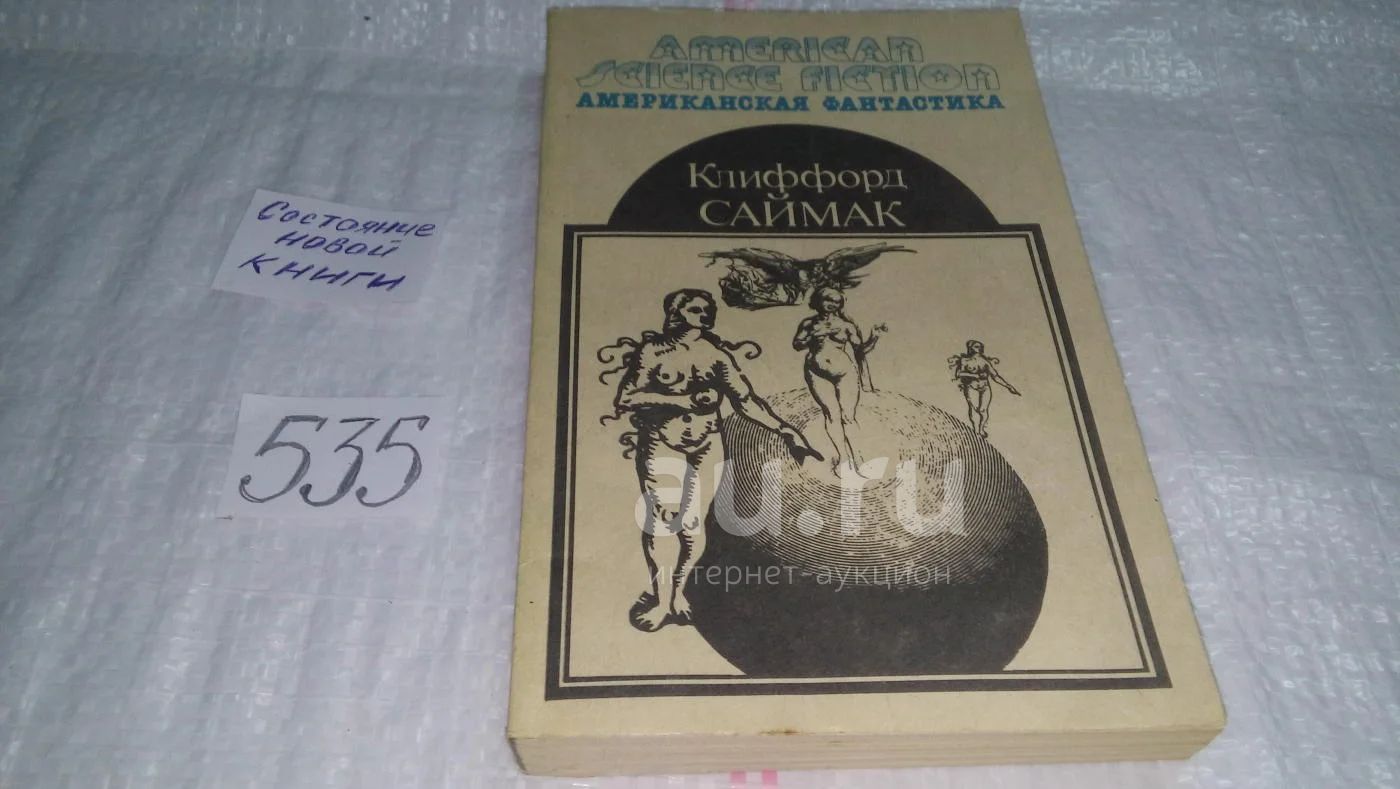 AMERICAN
SCIENCE FICTION
АМЕРИКАНСКАЯ ФАНТАСТИКА
Клиффорд
САЙМАК
Состояние
новой
книги
535
au.ru
интернет-аукцион